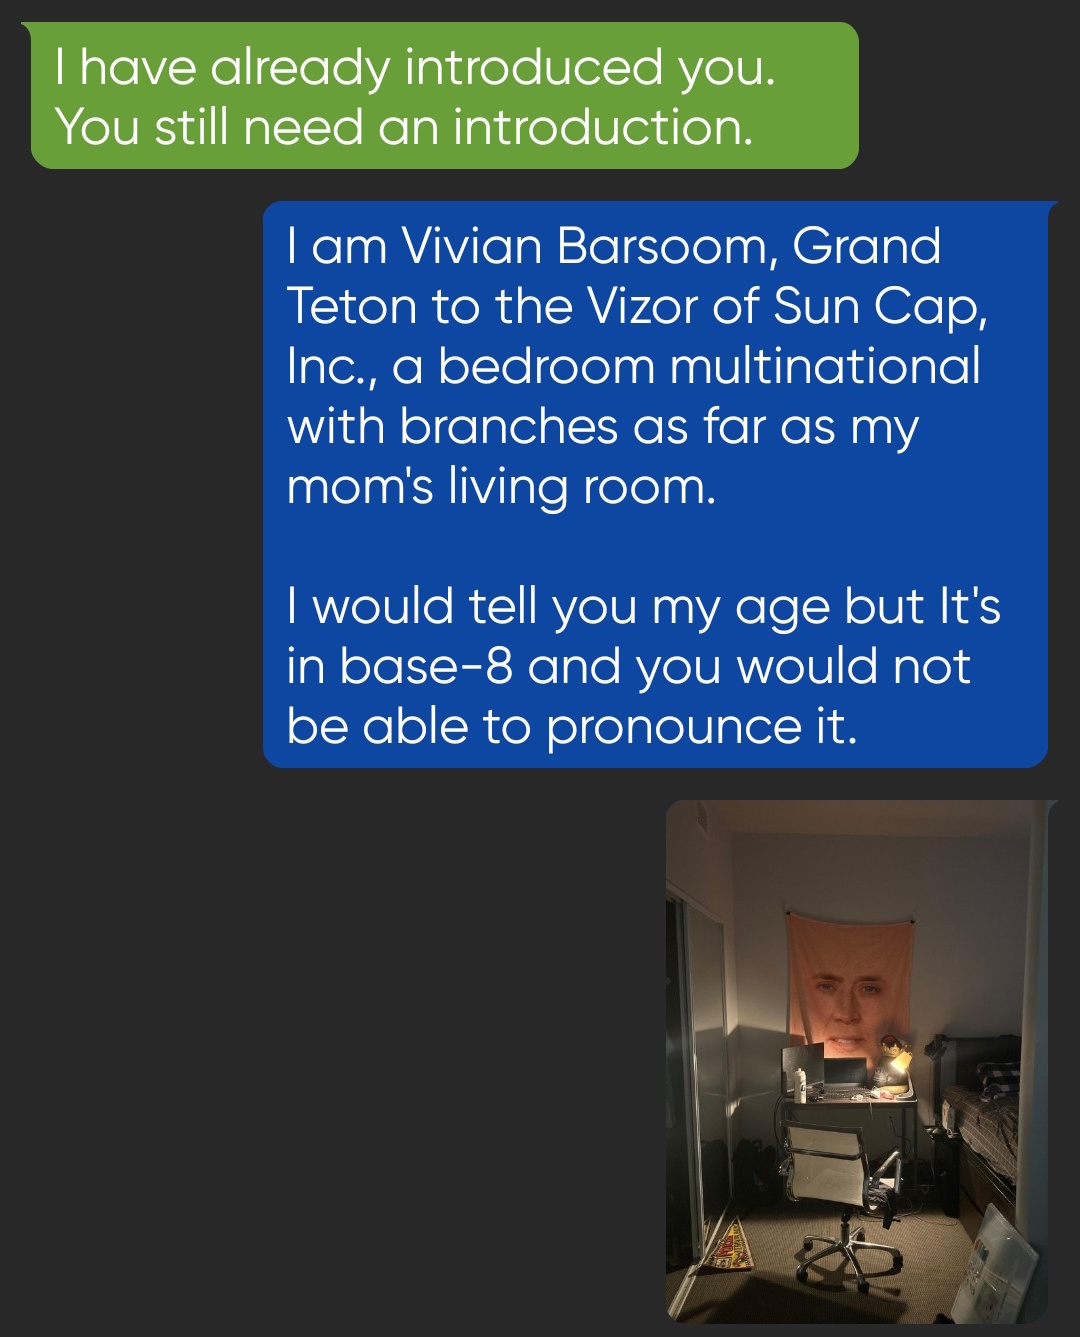 I have already introduced you.
You still need an introduction.
I am Vivian Barsoom, Grand
Teton to the Vizor of Sun Cap,
Inc., a bedroom multinational
with branches as far as my
mom's living room.
I would tell you my age but It's
in base-8 and you would not
be able to pronounce it.